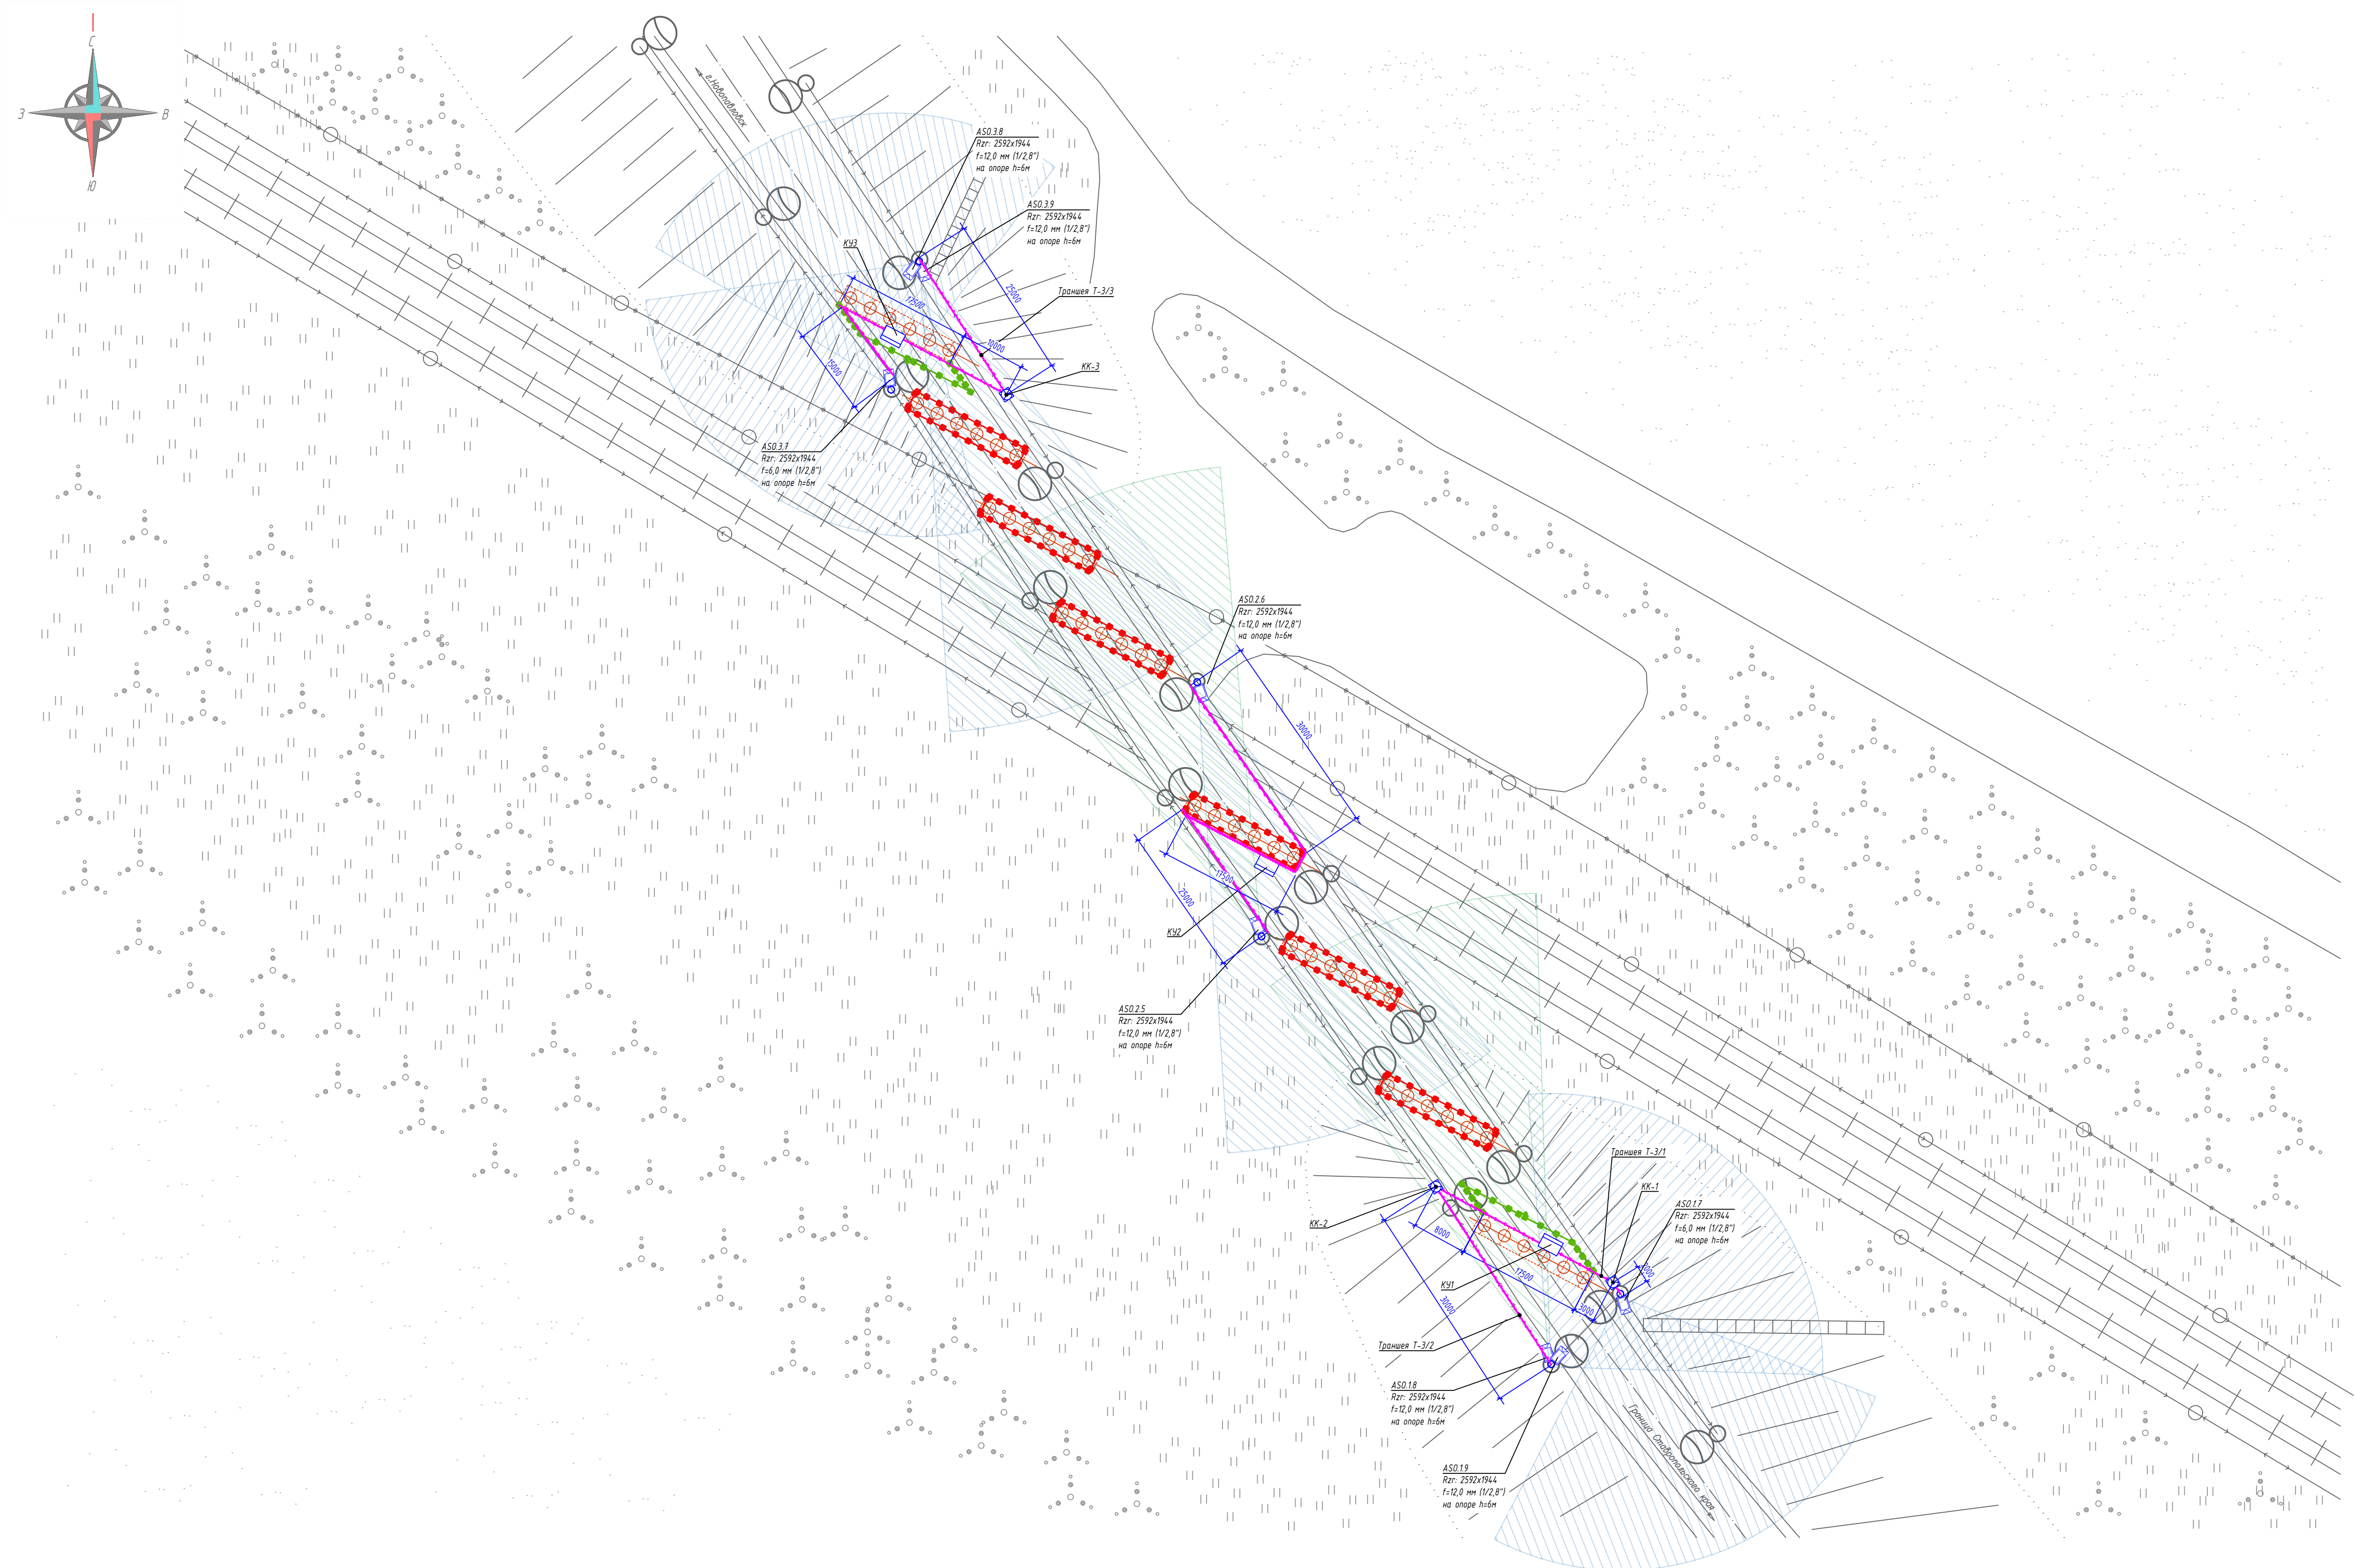 С
З
В
Ю
г.Новопавловск
AS0.3.8
Rzr: 2592x1944
f=12,0 мм (1/2,8")
на опоре h=6м
AS0.3.9
Rzr: 2592x1944
f=12,0 мм (1/2,8")
на опоре h=6м
КУ3
17500
25000
Траншея Т-3/3
10000
15000
КК-3
AS0.3.7
Rzr: 2592x1944
f=6,0 мм (1/2,8")
на опоре h=6м
AS0.2.6
Rzr: 2592x1944
f=12,0 мм (1/2,8")
на опоре h=6м
30000
17500
25000
КУ2
AS0.2.5
Rzr: 2592x1944
f=12,0 мм (1/2,8")
на опоре h=6м
Траншея Т-3/1
КК-1
AS0.1.7
Rzr: 2592x1944
f=6,0 мм (1/2,8")
на опоре h=6м
КК-2
8000
КУ1
17500
30000
3000
Траншея Т-3/2
AS0.1.8
Rzr: 2592x1944
f=12,0 мм (1/2,8")
на опоре h=6м
Граница Ставропольского края
AS0.1.9
Rzr: 2592x1944
f=12,0 мм (1/2,8")
на опоре h=6м